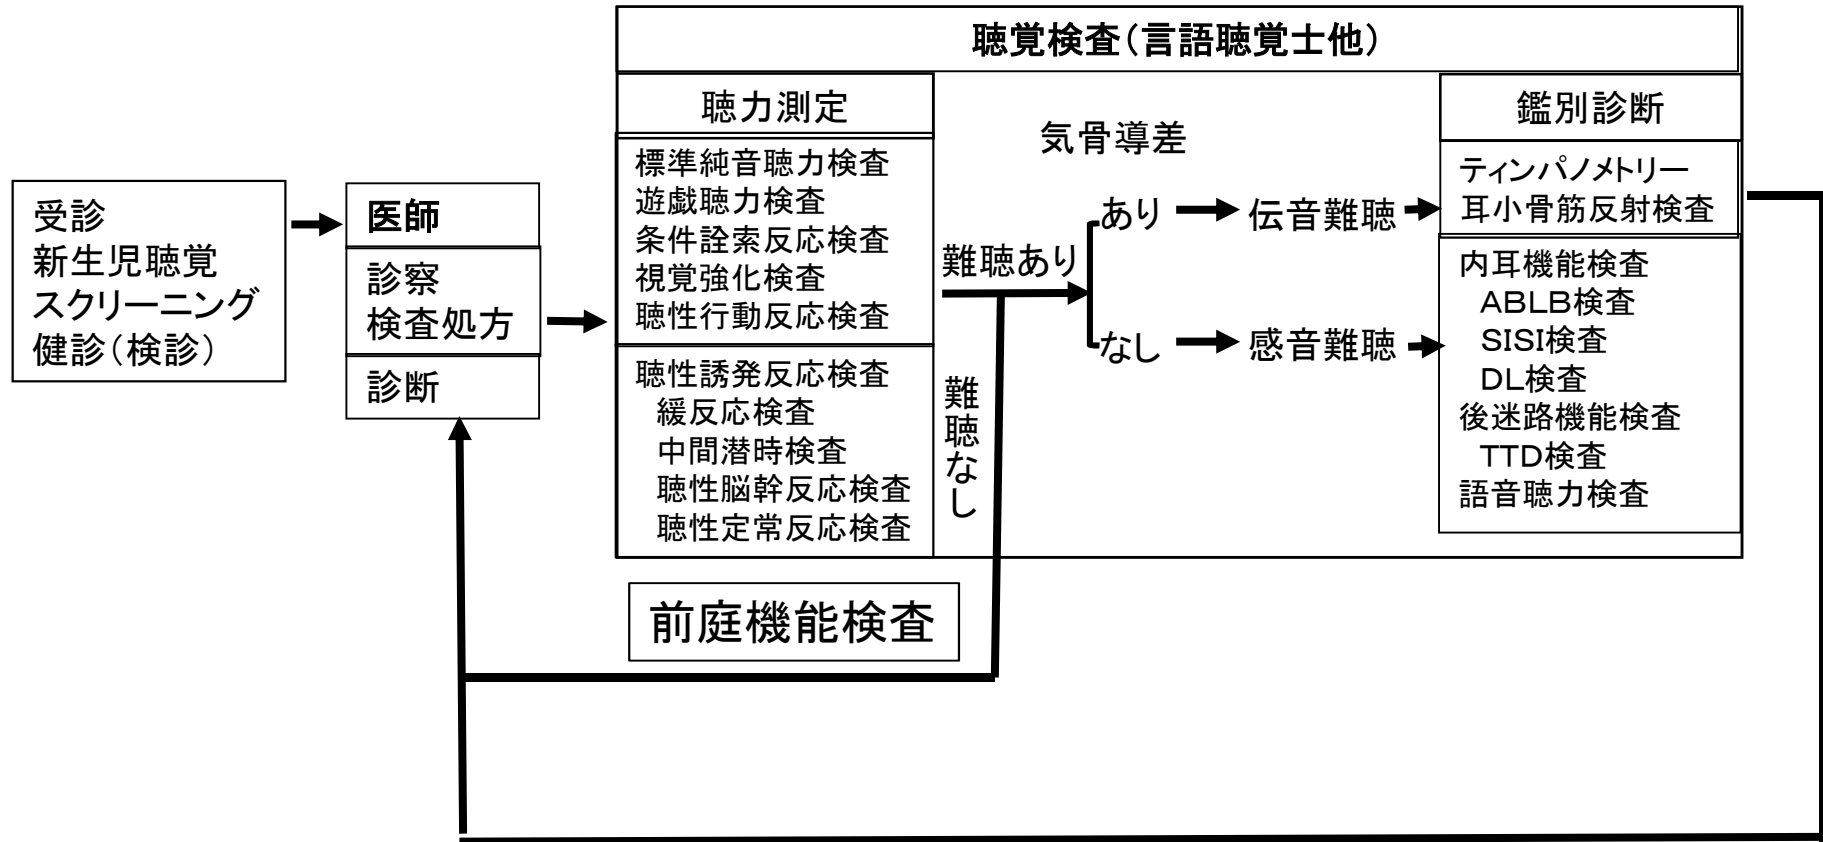 聴覚検査（言語聴覚士他）
受診
新生児聴覚
スクリーニング
健診（検診）
医師
診察
検査処方
診断
聴力測定
標準純音聴力検査
遊戯聴力検査
条件詮索反応検査
視覚強化検査
聴性行動反応検査
聴性誘発反応検査
緩反応検査
中間潜時検査
聴性脳幹反応検査
聴性定常反応検査
難聴あり
難聴なし
気骨導差
あり
伝音難聴
なし
感音難聴
鑑別診断
ティンパノメトリー
耳小骨筋反射検査
内耳機能検査
ＡＢＬＢ検査
SISI検査
DL検査
後迷路機能検査
TTD検査
語音聴力検査
前庭機能検査